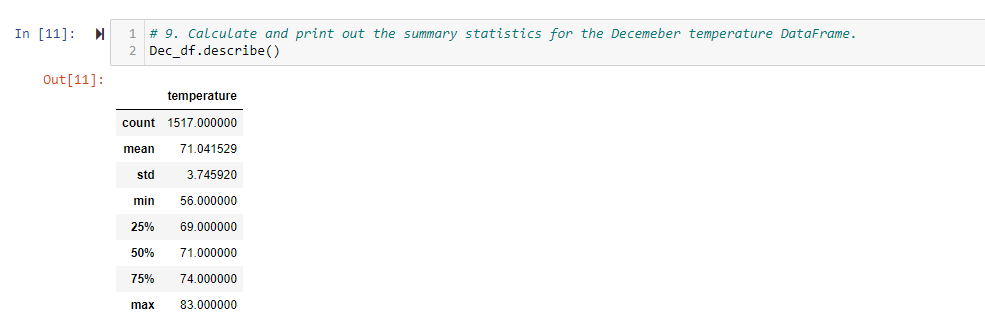 In [11]:
1 # 9. Calculate and print out the summary statistics for the Decemeber temperature DataFrame.
2 Dec_df.describe()
Out[11]:
temperature
count 1517.000000
mean 71.041529
std 3.745920
min 56.000000
25% 69.000000
50% 71.000000
75% 74.000000
max 83.000000